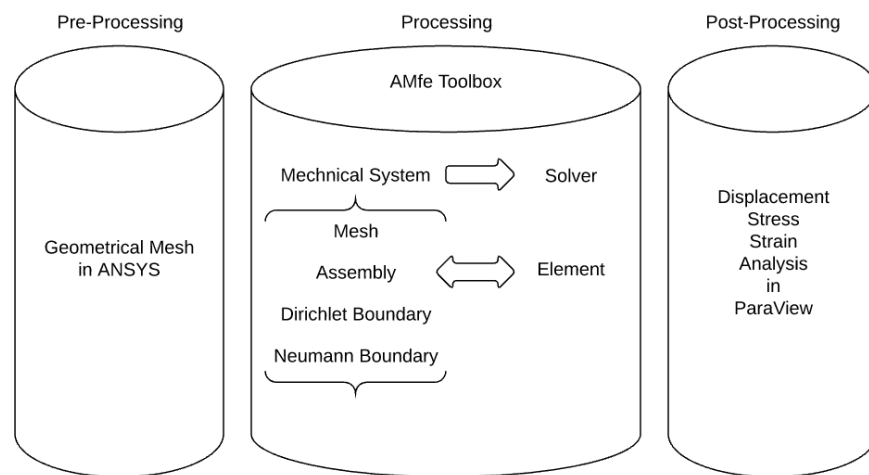 Pre-Processing
Processing
Post-Processing
AMfe Toolbox
Geometrical Mesh
in ANSYS
Mechnical System
Solver
Mesh
Assembly
Element
Dirichlet Boundary
Neumann Boundary
Displacement
Stress
Strain
Analysis
in
ParaView